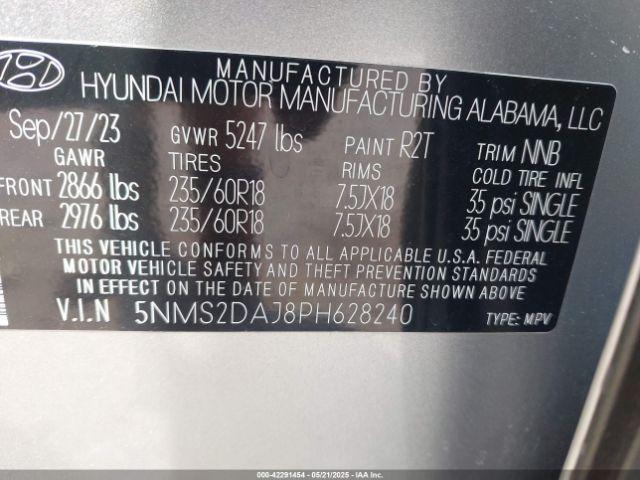 MANUFACTURED BY
HYUNDAI MOTOR MANUFACTURING ALABAMA, LLC
Sep/27/23 GVWR 5247 lbs PAINT R2T TRIM NNB
GAWR TIRES RIMS COLD TIRE INFL
FRONT 2866 lbs 235/60R18 7.5JX18 35 psi SINGLE
REAR 2976 lbs 235/60R18 7.5JX18 35 psi SINGLE
THIS VEHICLE CONFORMS TO ALL APPLICABLE U.S.A. FEDERAL
MOTOR VEHICLE SAFETY AND THEFT PREVENTION STANDARDS
IN EFFECT ON THE DATE OF MANUFACTURE SHOWN ABOVE.
V.I.N 5NMS2DAJ8PH628240 TYPE: MPV
000-42291454 - 05/21/2025 - IAAI.COM